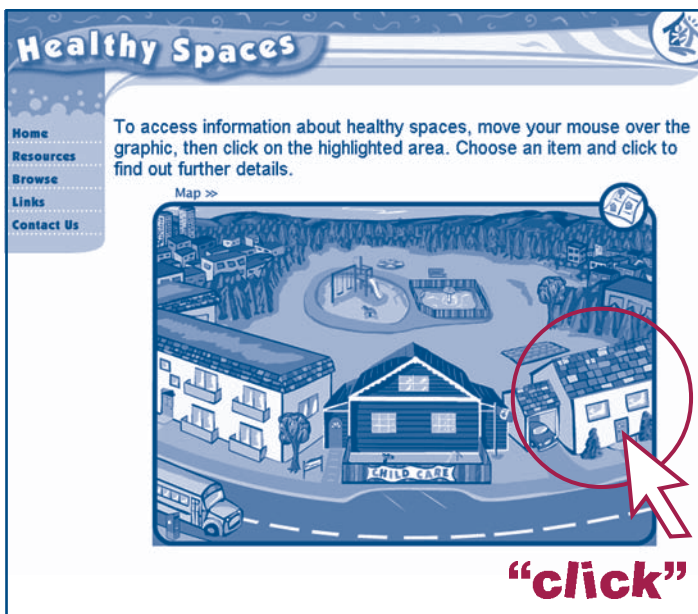 Healthy Spaces
Home
Resources
Browse
Links
Contact Us
To access information about healthy spaces, move your mouse over the
graphic, then click on the highlighted area. Choose an item and click to
find out further details.
Map >>
CHILD CARE
“click”